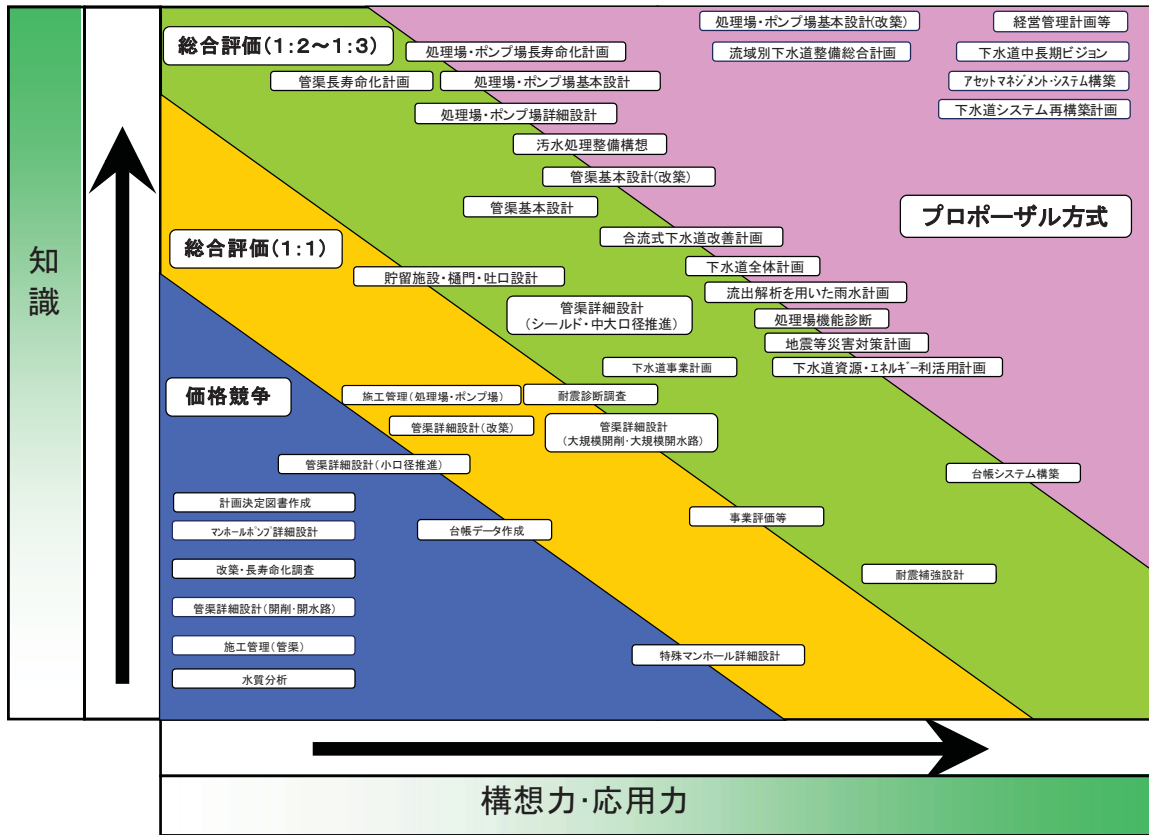 処理場・ポンプ場基本設計(改築)
経営管理計画等
総合評価(1:2～1:3)
処理場・ポンプ場長寿命化計画
流域別下水道整備総合計画
下水道中長期ビジョン
管渠長寿命化計画
処理場・ポンプ場基本設計
アセットマネジメント・システム構築
処理場・ポンプ場詳細設計
下水道システム再構築計画
汚水処理整備構想
管渠基本設計(改築)
管渠基本設計
プロポーザル方式
総合評価(1:1)
合流式下水道改善計画
知識
貯留施設・樋門・吐口設計
下水道全体計画
流出解析を用いた雨水計画
管渠詳細設計
(シールド・中大口径推進)
処理場機能診断
地震等災害対策計画
下水道事業計画
下水道資源・エネルギー利活用計画
価格競争
施工管理(処理場・ポンプ場)
耐震診断調査
管渠詳細設計(改築)
管渠詳細設計
(大規模開削・大規模開水路)
管渠詳細設計(小口径推進)
台帳システム構築
計画決定図書作成
事業評価等
マンホールポンプ詳細設計
台帳データ作成
改築・長寿命化調査
耐震補強設計
管渠詳細設計(開削・開水路)
施工管理(管渠)
特殊マンホール詳細設計
水質分析
構想力・応用力